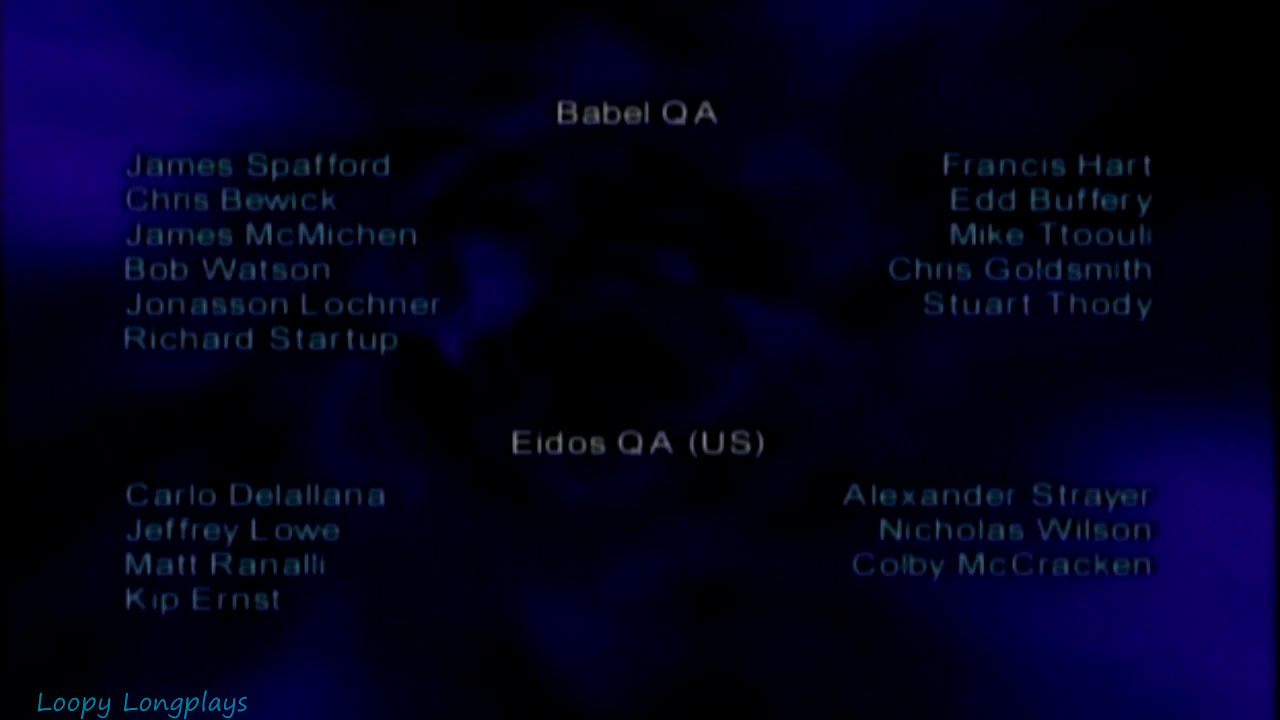 Babel QA
James Spafford
Francis Hart
Chris Bewick
Edd Buffery
James McMichen
Mike Ttoouli
Bob Watson
Chris Goldsmith
Jonasson Lochner
Stuart Thody
Richard Startup
Eidos QA (US)
Carlo Delallana
Alexander Strayer
Jeffrey Lowe
Nicholas Wilson
Matt Ranalli
Colby McCracken
Kip Ernst
Loopy Longplays